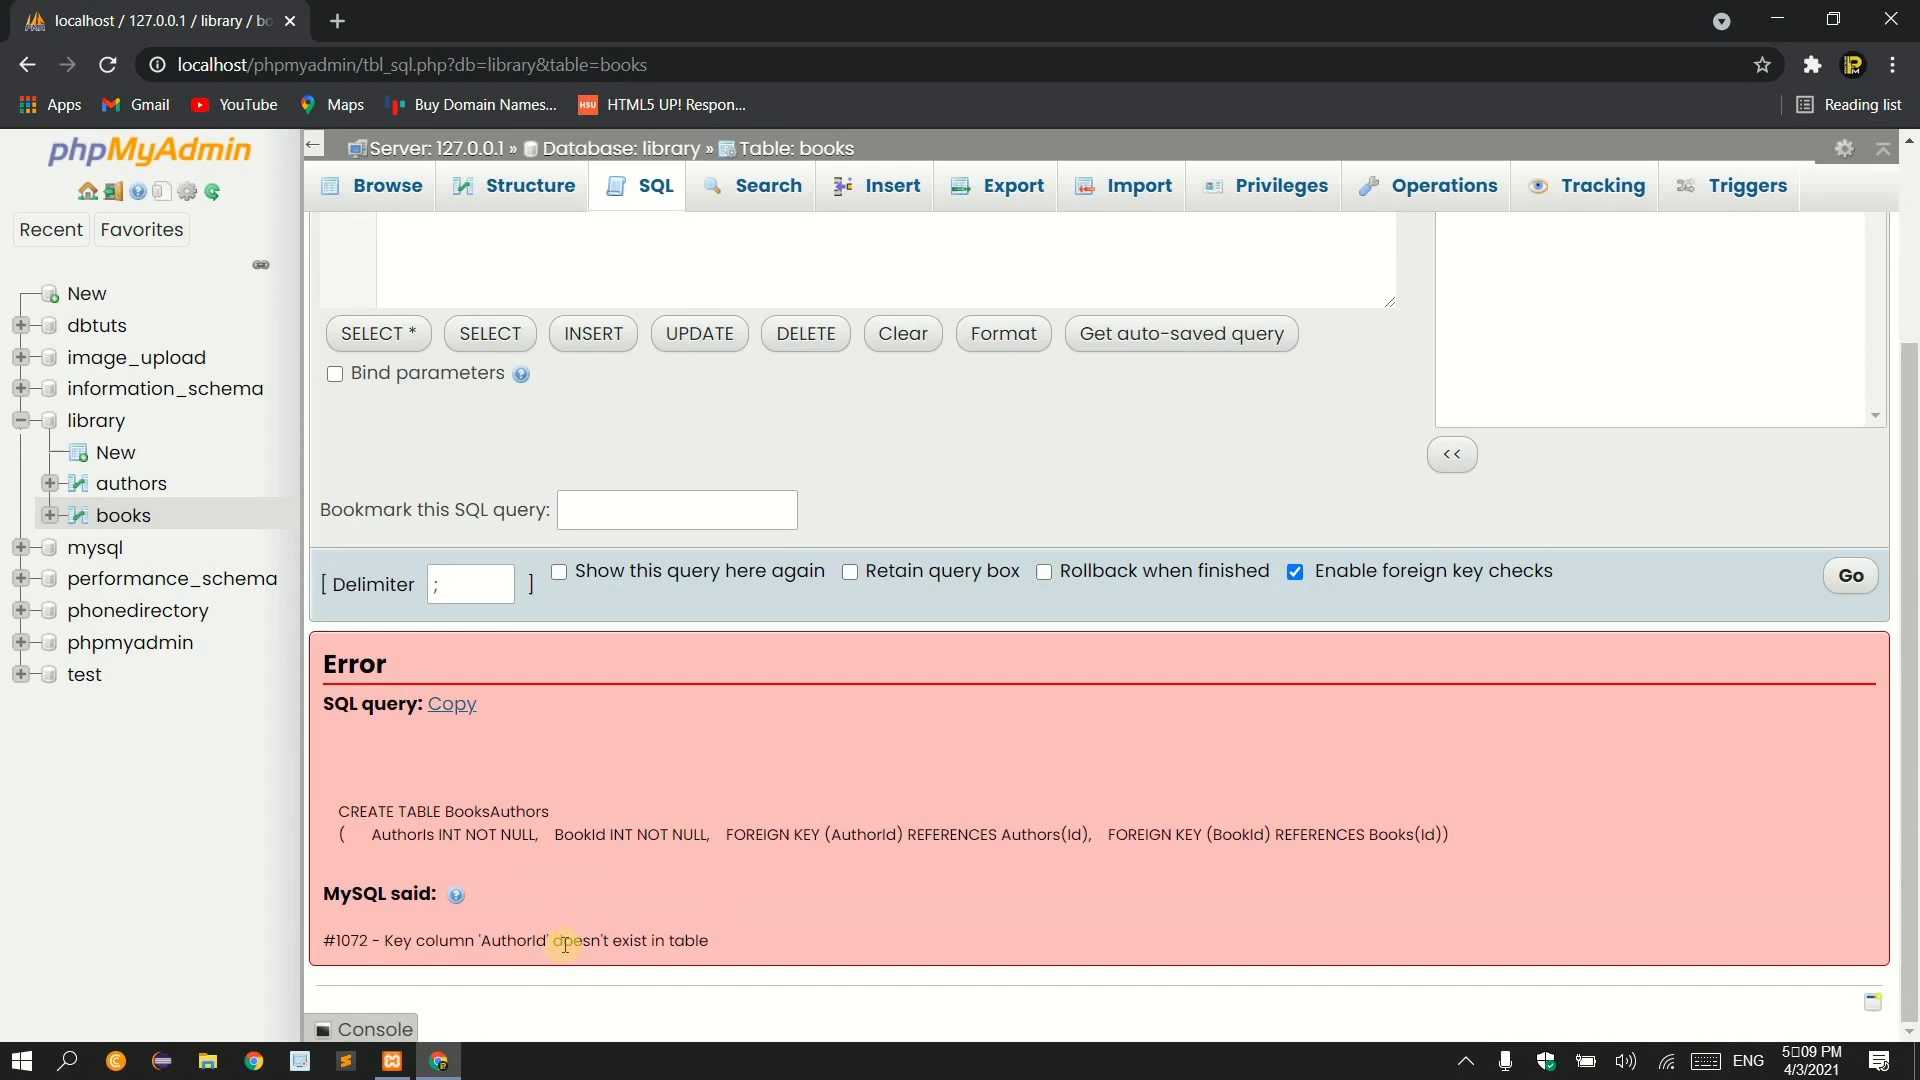 localhost / 127.0.0.1 / library / bo
localhost/phpmyadmin/tbl_sql.php?db=library&table=books
Apps
Gmail
YouTube
Maps
Buy Domain Names...
HSU
HTML5 UP! Respon...
Reading list
phpMyAdmin
Recent
Favorites
New
dbtuts
image_upload
information_schema
library
New
authors
books
mysql
performance_schema
phonedirectory
phpmyadmin
test
Server: 127.0.0.1 » Database: library » Table: books
Browse
Structure
SQL
Search
Insert
Export
Import
Privileges
Operations
Tracking
Triggers
SELECT *
SELECT
INSERT
UPDATE
DELETE
Clear
Format
Get auto-saved query
Bind parameters
<<
Bookmark this SQL query:
[ Delimiter ; ]
Show this query here again
Retain query box
Rollback when finished
Enable foreign key checks
Go
Error
SQL query: Copy
CREATE TABLE BooksAuthors
( AuthorIs INT NOT NULL, BookId INT NOT NULL, FOREIGN KEY (AuthorId) REFERENCES Authors(Id), FOREIGN KEY (BookId) REFERENCES Books(Id))
MySQL said:
#1072 - Key column 'AuthorId' doesn't exist in table
Console
ENG
5▯09 PM
4/3/2021